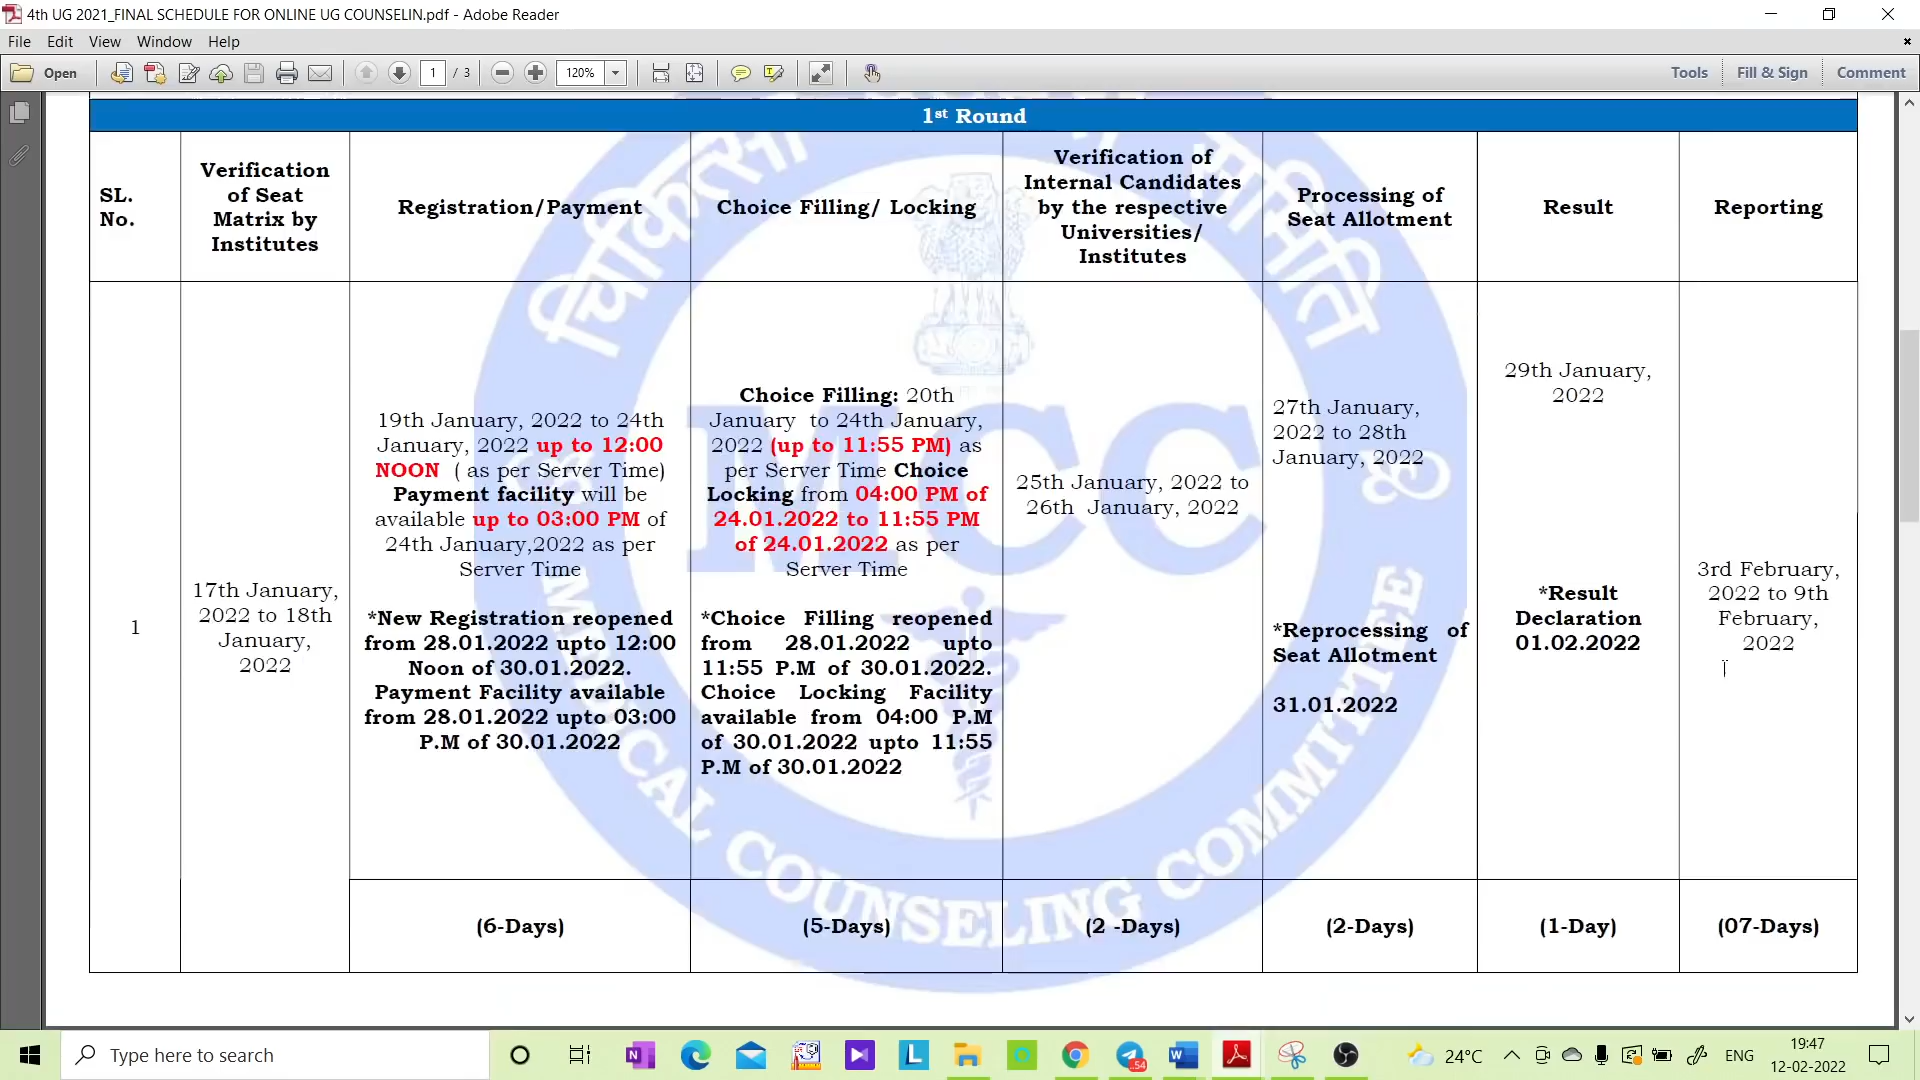 4th UG 2021_FINAL SCHEDULE FOR ONLINE UG COUNSELIN.pdf - Adobe Reader
File Edit View Window Help
Open 1 / 3 120% Tools Fill & Sign Comment
1st Round
SL.
No.
Verification
of Seat
Matrix by
Institutes
Registration/Payment
Choice Filling/ Locking
Verification of
Internal Candidates
by the respective
Universities/
Institutes
Processing of
Seat Allotment
Result
Reporting
1
17th January,
2022 to 18th
January,
2022
19th January, 2022 to 24th
January, 2022 up to 12:00
NOON ( as per Server Time)
Payment facility will be
available up to 03:00 PM of
24th January,2022 as per
Server Time
*New Registration reopened
from 28.01.2022 upto 12:00
Noon of 30.01.2022.
Payment Facility available
from 28.01.2022 upto 03:00
P.M of 30.01.2022
Choice Filling: 20th
January to 24th January,
2022 (up to 11:55 PM) as
per Server Time Choice
Locking from 04:00 PM of
24.01.2022 to 11:55 PM
of 24.01.2022 as per
Server Time
*Choice Filling reopened
from 28.01.2022 upto
11:55 P.M of 30.01.2022.
Choice Locking Facility
available from 04:00 P.M
of 30.01.2022 upto 11:55
P.M of 30.01.2022
25th January, 2022 to
26th January, 2022
27th January,
2022 to 28th
January, 2022
*Reprocessing of
Seat Allotment
31.01.2022
29th January,
2022
*Result
Declaration
01.02.2022
3rd February,
2022 to 9th
February,
2022
(6-Days)
(5-Days)
(2 -Days)
(2-Days)
(1-Day)
(07-Days)
MCC
MEDICAL COUNSELING COMMITTEE
Type here to search
54
24°C
ENG
19:47
12-02-2022